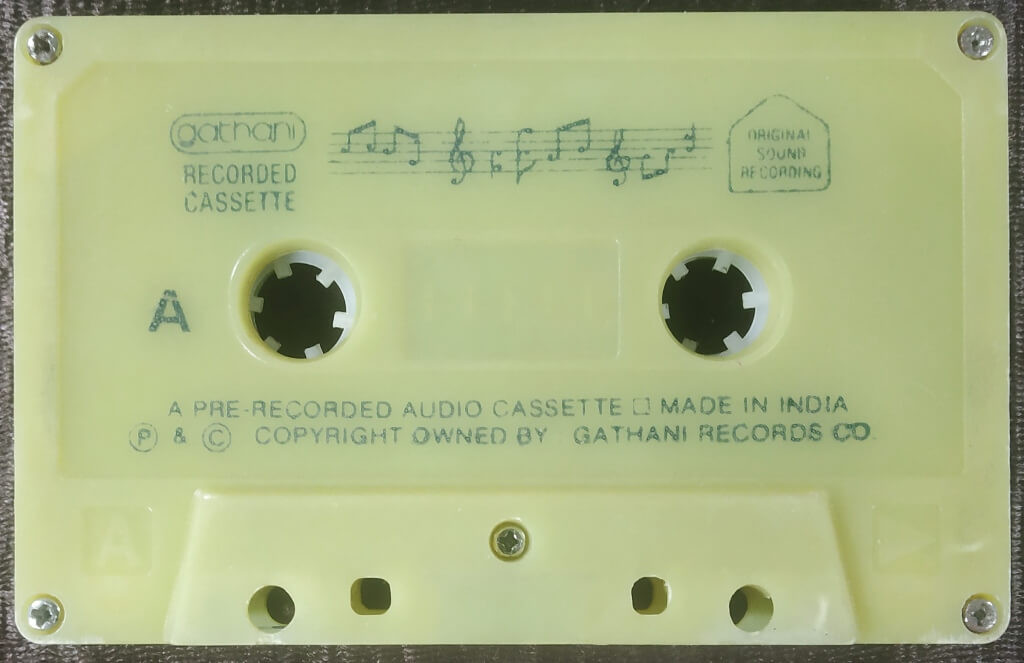 gathani
RECORDED
CASSETTE
ORIGINAL
SOUND
RECORDING
A
A PRE-RECORDED AUDIO CASSETTE □ MADE IN INDIA
Ⓟ & © COPYRIGHT OWNED BY : GATHANI RECORDS CO.
A